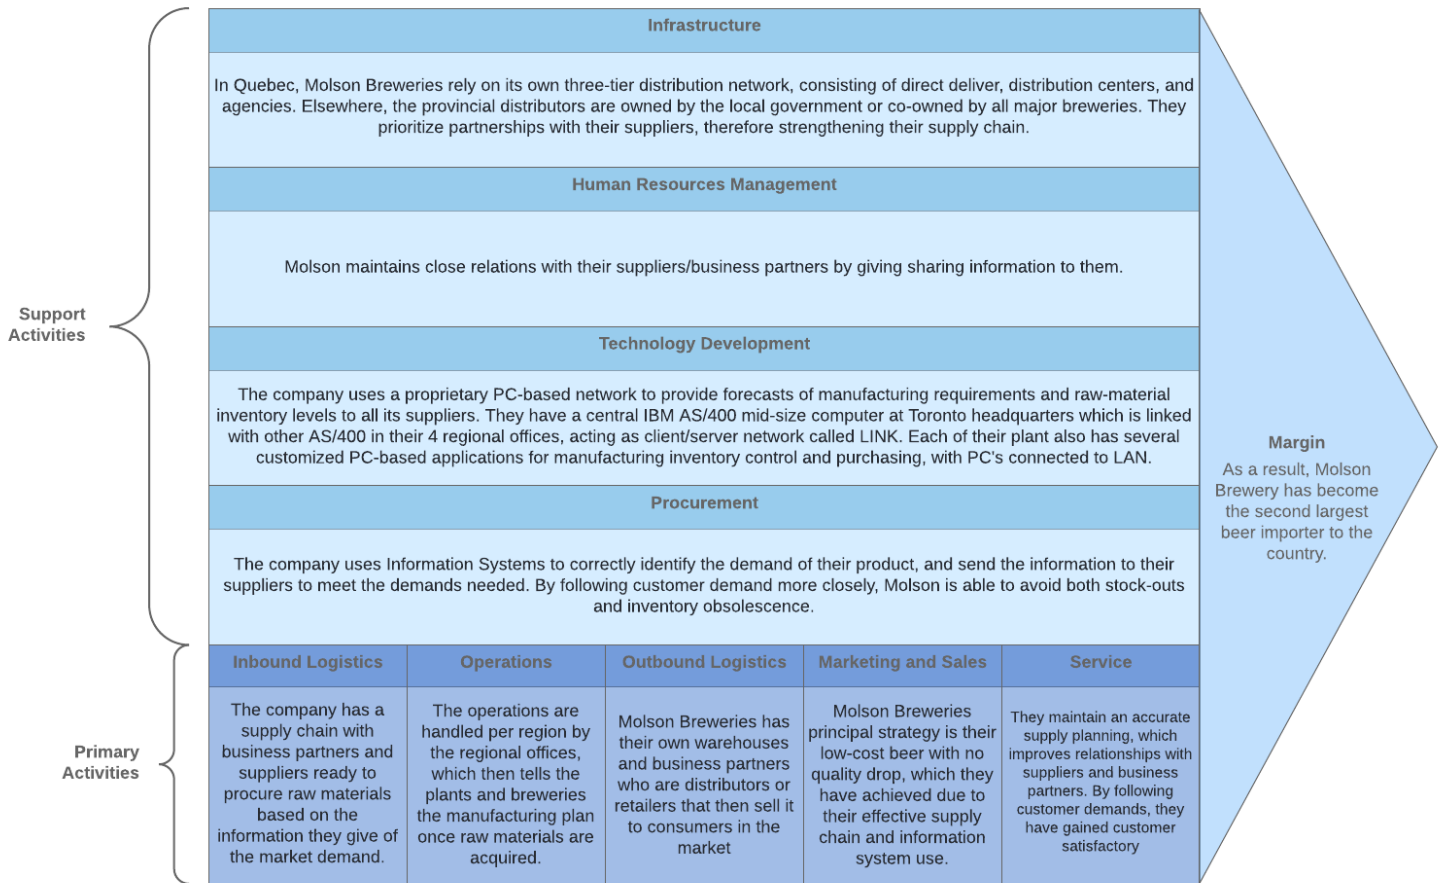 Infrastructure
In Quebec, Molson Breweries rely on its own three-tier distribution network, consisting of direct deliver, distribution centers, and
agencies. Elsewhere, the provincial distributors are owned by the local government or co-owned by all major breweries. They
prioritize partnerships with their suppliers, therefore strengthening their supply chain.
Human Resources Management
Molson maintains close relations with their suppliers/business partners by giving sharing information to them.
Support
Activities
Technology Development
The company uses a proprietary PC-based network to provide forecasts of manufacturing requirements and raw-material
inventory levels to all its suppliers. They have a central IBM AS/400 mid-size computer at Toronto headquarters which is linked
with other AS/400 in their 4 regional offices, acting as client/server network called LINK. Each of their plant also has several
customized PC-based applications for manufacturing inventory control and purchasing, with PC's connected to LAN.
Procurement
The company uses Information Systems to correctly identify the demand of their product, and send the information to their
suppliers to meet the demands needed. By following customer demand more closely, Molson is able to avoid both stock-outs
and inventory obsolescence.
Margin
As a result, Molson
Brewery has become
the second largest
beer importer to the
country.
Primary
Activities
Inbound Logistics
The company has a
supply chain with
business partners and
suppliers ready to
procure raw materials
based on the
information they give of
the market demand.
Operations
The operations are
handled per region by
the regional offices,
which then tells the
plants and breweries
the manufacturing plan
once raw materials are
acquired.
Outbound Logistics
Molson Breweries has
their own warehouses
and business partners
who are distributors or
retailers that then sell it
to consumers in the
market
Marketing and Sales
Molson Breweries
principal strategy is their
low-cost beer with no
quality drop, which they
have achieved due to
their effective supply
chain and information
system use.
Service
They maintain an accurate
supply planning, which
improves relationships with
suppliers and business
partners. By following
customer demands, they
have gained customer
satisfactory